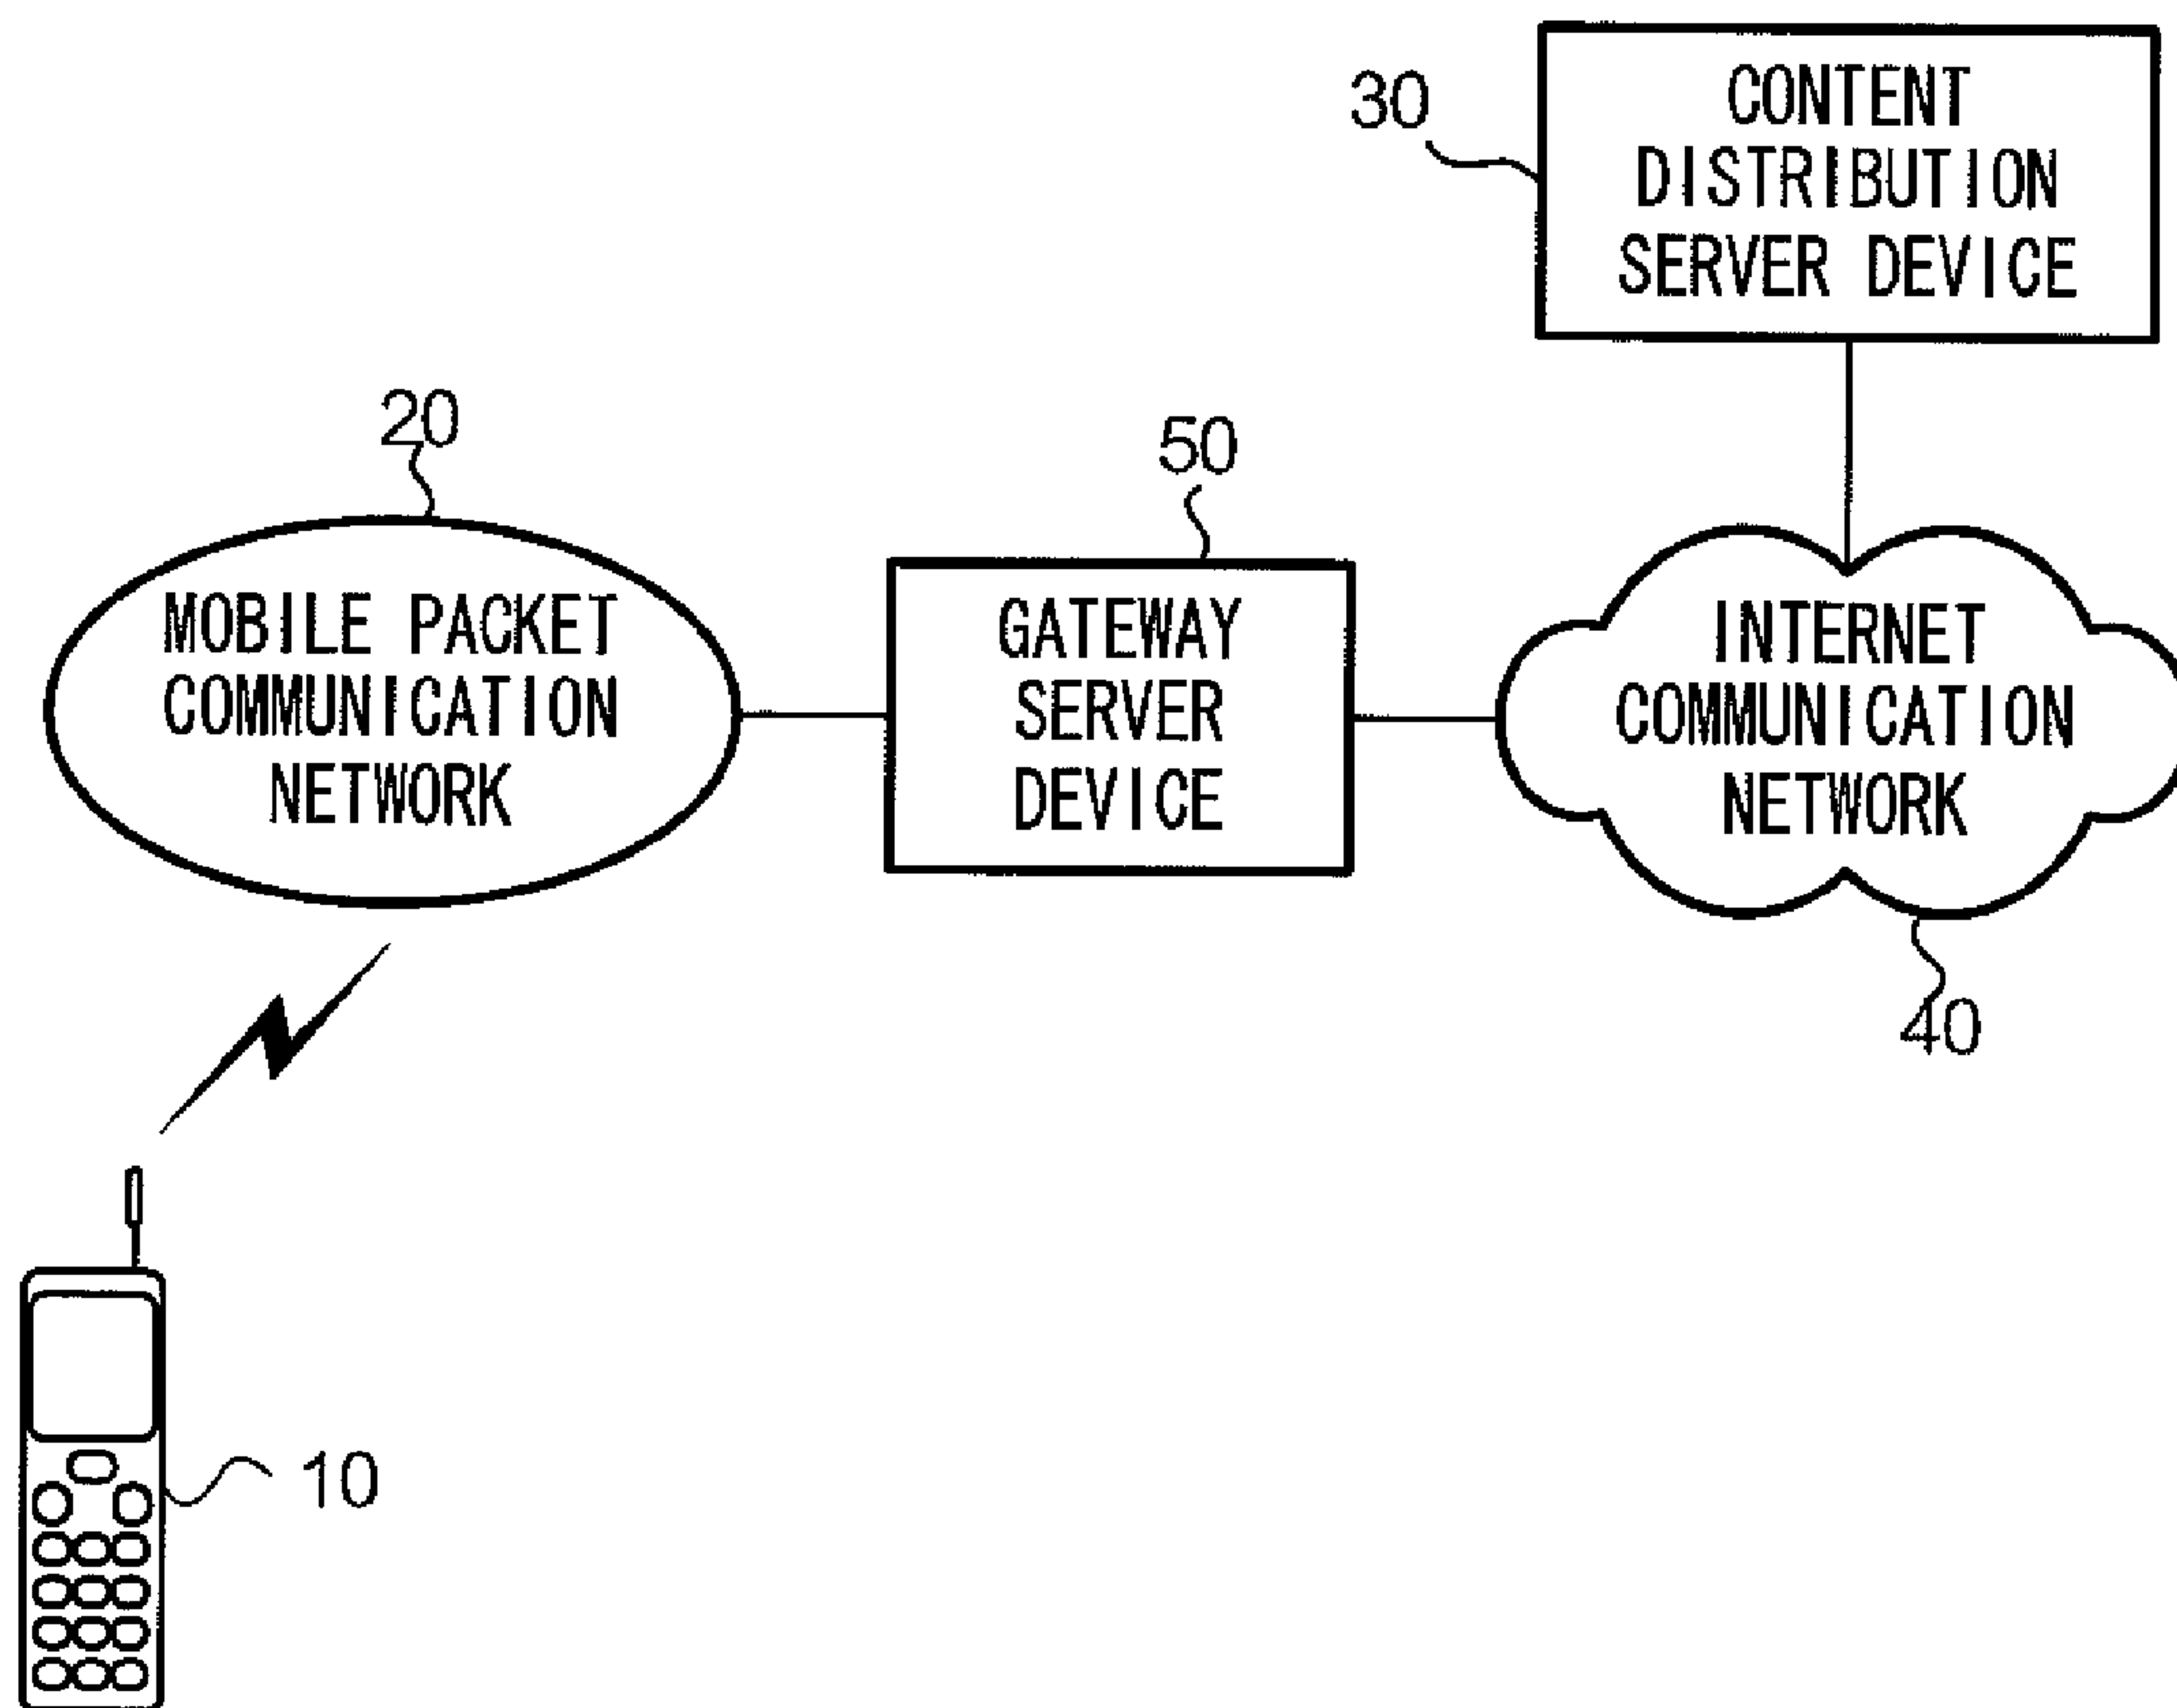 30
CONTENT
DISTRIBUTION
SERVER DEVICE
20
50
MOBILE PACKET
COMMUNICATION
NETWORK
GATEWAY
SERVER
DEVICE
INTERNET
COMMUNICATION
NETWORK
40
10